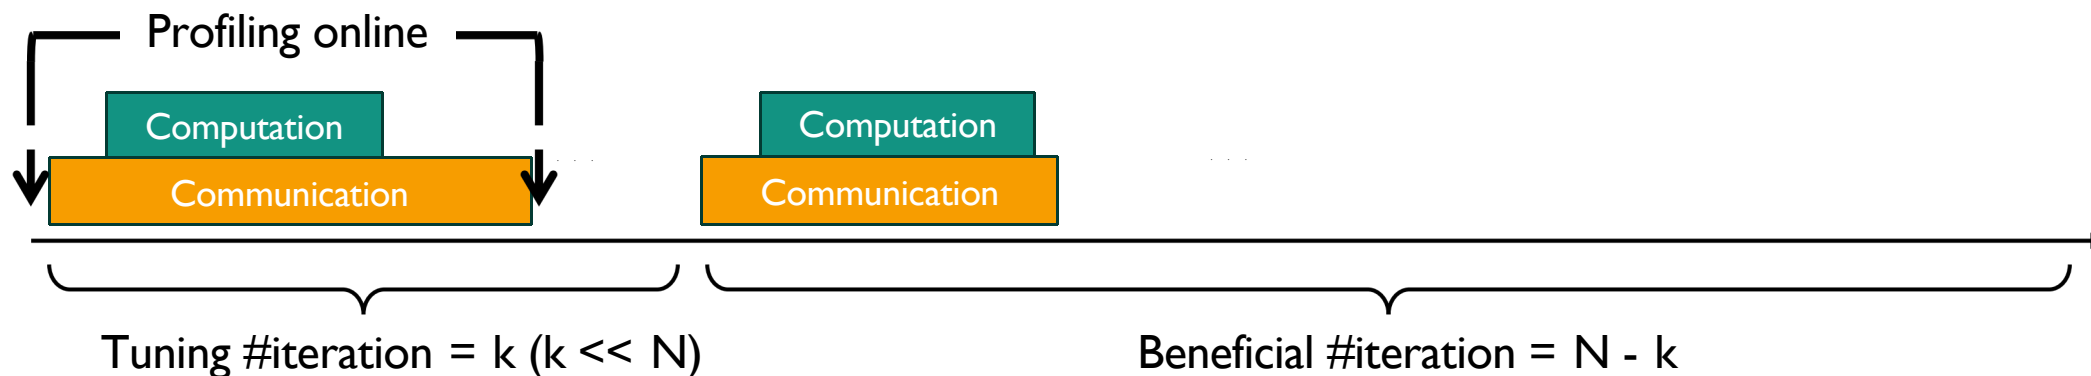 Profiling online
Computation
Communication
. . .
Computation
Communication
. . .
Tuning #iteration = k (k << N)
Beneficial #iteration = N - k